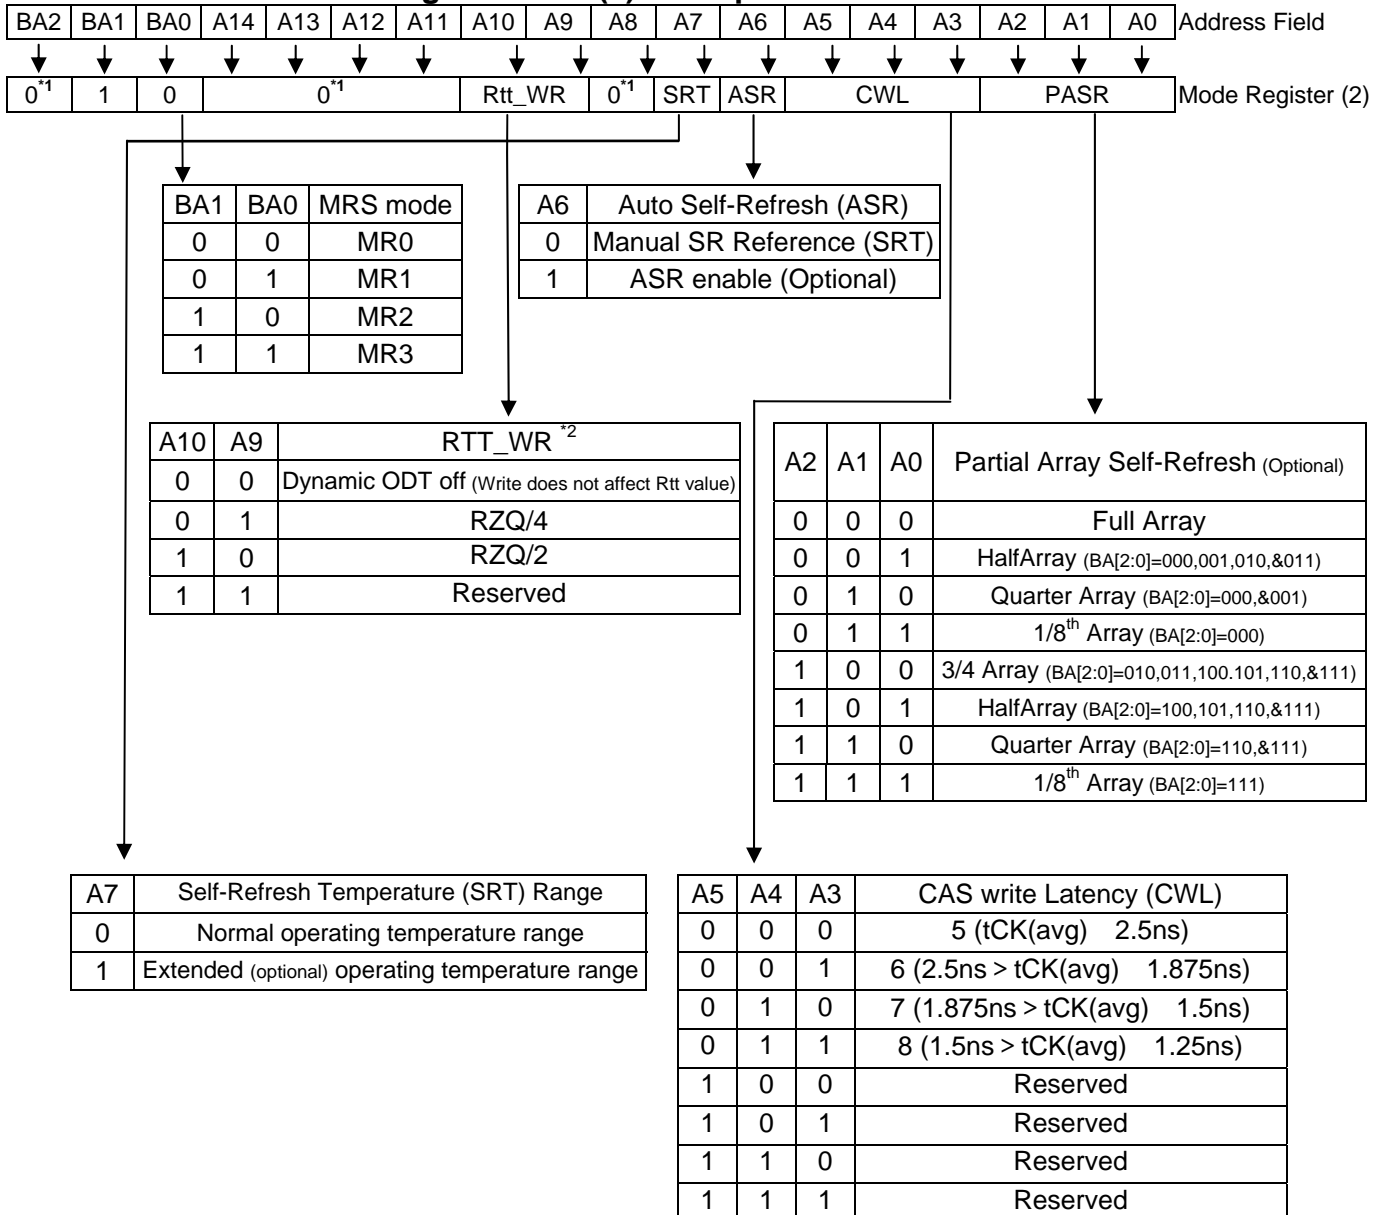 BA2 BA1 BA0 A14 A13 A12 A11 A10 A9 A8 A7 A6 A5 A4 A3 A2 A1 A0 Address Field
0*1 1 0 0*1 Rtt_WR 0*1 SRT ASR CWL PASR Mode Register (2)
BA1 BA0 MRS mode
0 0 MR0
0 1 MR1
1 0 MR2
1 1 MR3
A6 Auto Self-Refresh (ASR)
0 Manual SR Reference (SRT)
1 ASR enable (Optional)
A10 A9 RTT_WR *2
0 0 Dynamic ODT off (Write does not affect Rtt value)
0 1 RZQ/4
1 0 RZQ/2
1 1 Reserved
A2 A1 A0 Partial Array Self-Refresh (Optional)
0 0 0 Full Array
0 0 1 HalfArray (BA[2:0]=000,001,010,&011)
0 1 0 Quarter Array (BA[2:0]=000,&001)
0 1 1 1/8th Array (BA[2:0]=000)
1 0 0 3/4 Array (BA[2:0]=010,011,100.101,110,&111)
1 0 1 HalfArray (BA[2:0]=100,101,110,&111)
1 1 0 Quarter Array (BA[2:0]=110,&111)
1 1 1 1/8th Array (BA[2:0]=111)
A7 Self-Refresh Temperature (SRT) Range
0 Normal operating temperature range
1 Extended (optional) operating temperature range
A5 A4 A3 CAS write Latency (CWL)
0 0 0 5 (tCK(avg) 2.5ns)
0 0 1 6 (2.5ns > tCK(avg) 1.875ns)
0 1 0 7 (1.875ns > tCK(avg) 1.5ns)
0 1 1 8 (1.5ns > tCK(avg) 1.25ns)
1 0 0 Reserved
1 0 1 Reserved
1 1 0 Reserved
1 1 1 Reserved